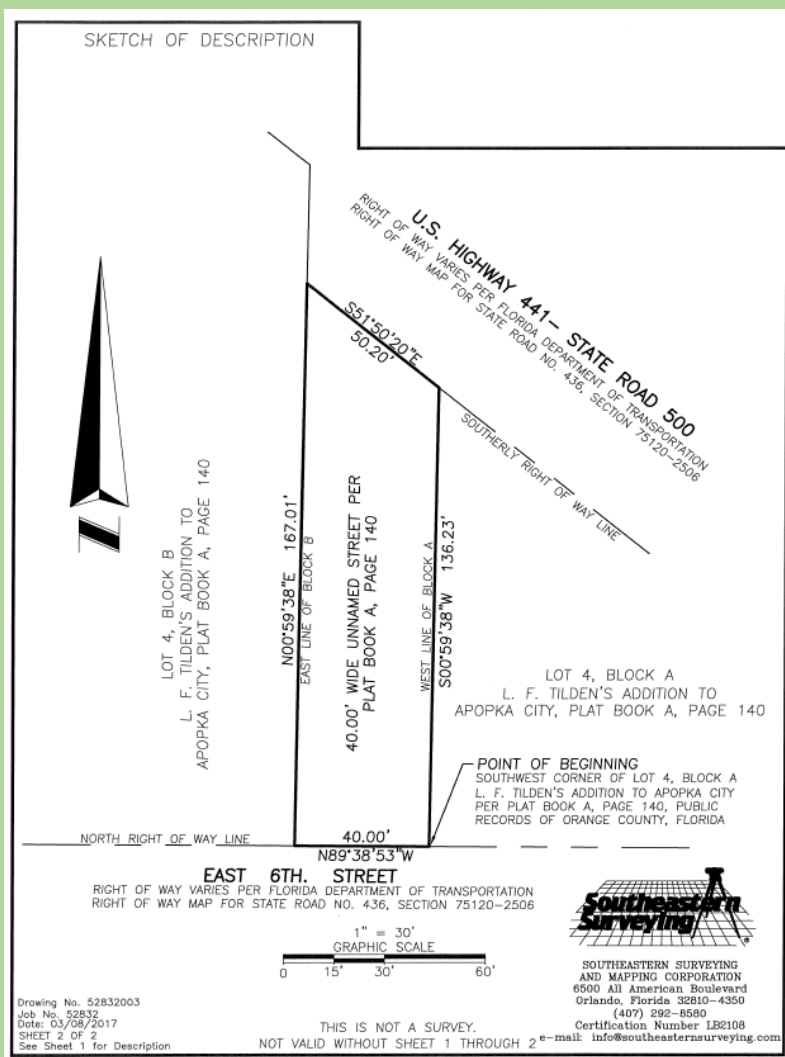 SKETCH OF DESCRIPTION
U.S. HIGHWAY 441– STATE ROAD 500
RIGHT OF WAY VARIES PER FLORIDA DEPARTMENT OF TRANSPORTATION
RIGHT OF WAY MAP FOR STATE ROAD NO. 436, SECTION 75120–2506
S51°50'20"E
50.20'
SOUTHERLY RIGHT OF WAY LINE
LOT 4, BLOCK B
L. F. TILDEN'S ADDITION TO
APOPKA CITY, PLAT BOOK A, PAGE 140
N00°59'38"E 167.01'
EAST LINE OF BLOCK B
40.00' WIDE UNNAMED STREET PER
PLAT BOOK A, PAGE 140
WEST LINE OF BLOCK A
S00°59'38"W 136.23'
LOT 4, BLOCK A
L. F. TILDEN'S ADDITION TO
APOPKA CITY, PLAT BOOK A, PAGE 140
POINT OF BEGINNING
SOUTHWEST CORNER OF LOT 4, BLOCK A
L. F. TILDEN'S ADDITION TO APOPKA CITY
PER PLAT BOOK A, PAGE 140, PUBLIC
RECORDS OF ORANGE COUNTY, FLORIDA
NORTH RIGHT OF WAY LINE
40.00'
N89°38'53"W
EAST 6TH. STREET
RIGHT OF WAY VARIES PER FLORIDA DEPARTMENT OF TRANSPORTATION
RIGHT OF WAY MAP FOR STATE ROAD NO. 436, SECTION 75120–2506
1" = 30'
GRAPHIC SCALE
0 15' 30' 60'
Southeastern
Surveying
®
SOUTHEASTERN SURVEYING
AND MAPPING CORPORATION
6500 All American Boulevard
Orlando, Florida 32810–4350
(407) 292–8580
Certification Number LB2108
e–mail: info@southeasternsurveying.com
Drawing No. 52832003
Job No. 52832
Date: 03/08/2017
SHEET 2 OF 2
See Sheet 1 for Description
THIS IS NOT A SURVEY.
NOT VALID WITHOUT SHEET 1 THROUGH 2